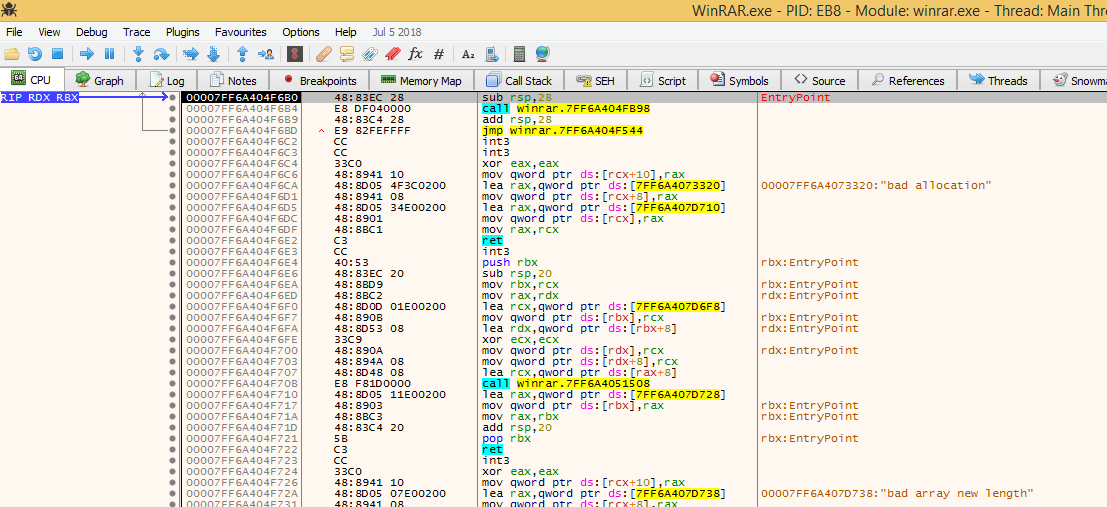 WinRAR.exe - PID: EB8 - Module: winrar.exe - Thread: Main Thr
File View Debug Trace Plugins Favourites Options Help Jul 5 2018
CPU Graph Log Notes Breakpoints Memory Map Call Stack SEH Script Symbols Source References Threads Snowma
RIP RDX RBX 00007FF6A404F6B0 48:83EC 28 sub rsp,28 EntryPoint
00007FF6A404F6B4 E8 DF040000 call winrar.7FF6A404FB98
00007FF6A404F6B9 48:83C4 28 add rsp,28
00007FF6A404F6BD ^ E9 82FEFFFF jmp winrar.7FF6A404F544
00007FF6A404F6C2 CC int3
00007FF6A404F6C3 CC int3
00007FF6A404F6C4 33C0 xor eax,eax
00007FF6A404F6C6 48:8941 10 mov qword ptr ds:[rcx+10],rax
00007FF6A404F6CA 48:8D05 4F3C0200 lea rax,qword ptr ds:[7FF6A4073320] 00007FF6A4073320:"bad allocation"
00007FF6A404F6D1 48:8941 08 mov qword ptr ds:[rcx+8],rax
00007FF6A404F6D5 48:8D05 34E00200 lea rax,qword ptr ds:[7FF6A407D710]
00007FF6A404F6DC 48:8901 mov qword ptr ds:[rcx],rax
00007FF6A404F6DF 48:8BC1 mov rax,rcx
00007FF6A404F6E2 C3 ret
00007FF6A404F6E3 CC int3
00007FF6A404F6E4 40:53 push rbx rbx:EntryPoint
00007FF6A404F6E6 48:83EC 20 sub rsp,20
00007FF6A404F6EA 48:8BD9 mov rbx,rcx rbx:EntryPoint
00007FF6A404F6ED 48:8BC2 mov rax,rdx rdx:EntryPoint
00007FF6A404F6F0 48:8D0D 01E00200 lea rcx,qword ptr ds:[7FF6A407D6F8]
00007FF6A404F6F7 48:890B mov qword ptr ds:[rbx],rcx rbx:EntryPoint
00007FF6A404F6FA 48:8D53 08 lea rdx,qword ptr ds:[rbx+8] rdx:EntryPoint
00007FF6A404F6FE 33C9 xor ecx,ecx
00007FF6A404F700 48:890A mov qword ptr ds:[rdx],rcx rdx:EntryPoint
00007FF6A404F703 48:894A 08 mov qword ptr ds:[rdx+8],rcx
00007FF6A404F707 48:8D48 08 lea rcx,qword ptr ds:[rax+8]
00007FF6A404F70B E8 F81D0000 call winrar.7FF6A4051508
00007FF6A404F710 48:8D05 11E00200 lea rax,qword ptr ds:[7FF6A407D728]
00007FF6A404F717 48:8903 mov qword ptr ds:[rbx],rax rbx:EntryPoint
00007FF6A404F71A 48:8BC3 mov rax,rbx rbx:EntryPoint
00007FF6A404F71D 48:83C4 20 add rsp,20
00007FF6A404F721 5B pop rbx rbx:EntryPoint
00007FF6A404F722 C3 ret
00007FF6A404F723 CC int3
00007FF6A404F724 33C0 xor eax,eax
00007FF6A404F726 48:8941 10 mov qword ptr ds:[rcx+10],rax
00007FF6A404F72A 48:8D05 07E00200 lea rax,qword ptr ds:[7FF6A407D738] 00007FF6A407D738:"bad array new length"
00007FF6A404F731 48:8941 08 mov qword ptr ds:[rcx+8],rax